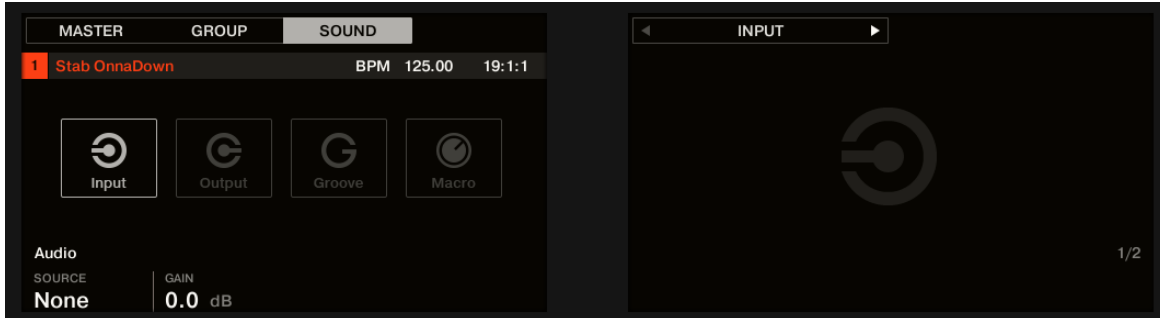 MASTER GROUP SOUND
1 Stab OnnaDown BPM 125.00 19:1:1
Input Output Groove Macro
Audio
SOURCE GAIN
None 0.0 dB
INPUT
1/2